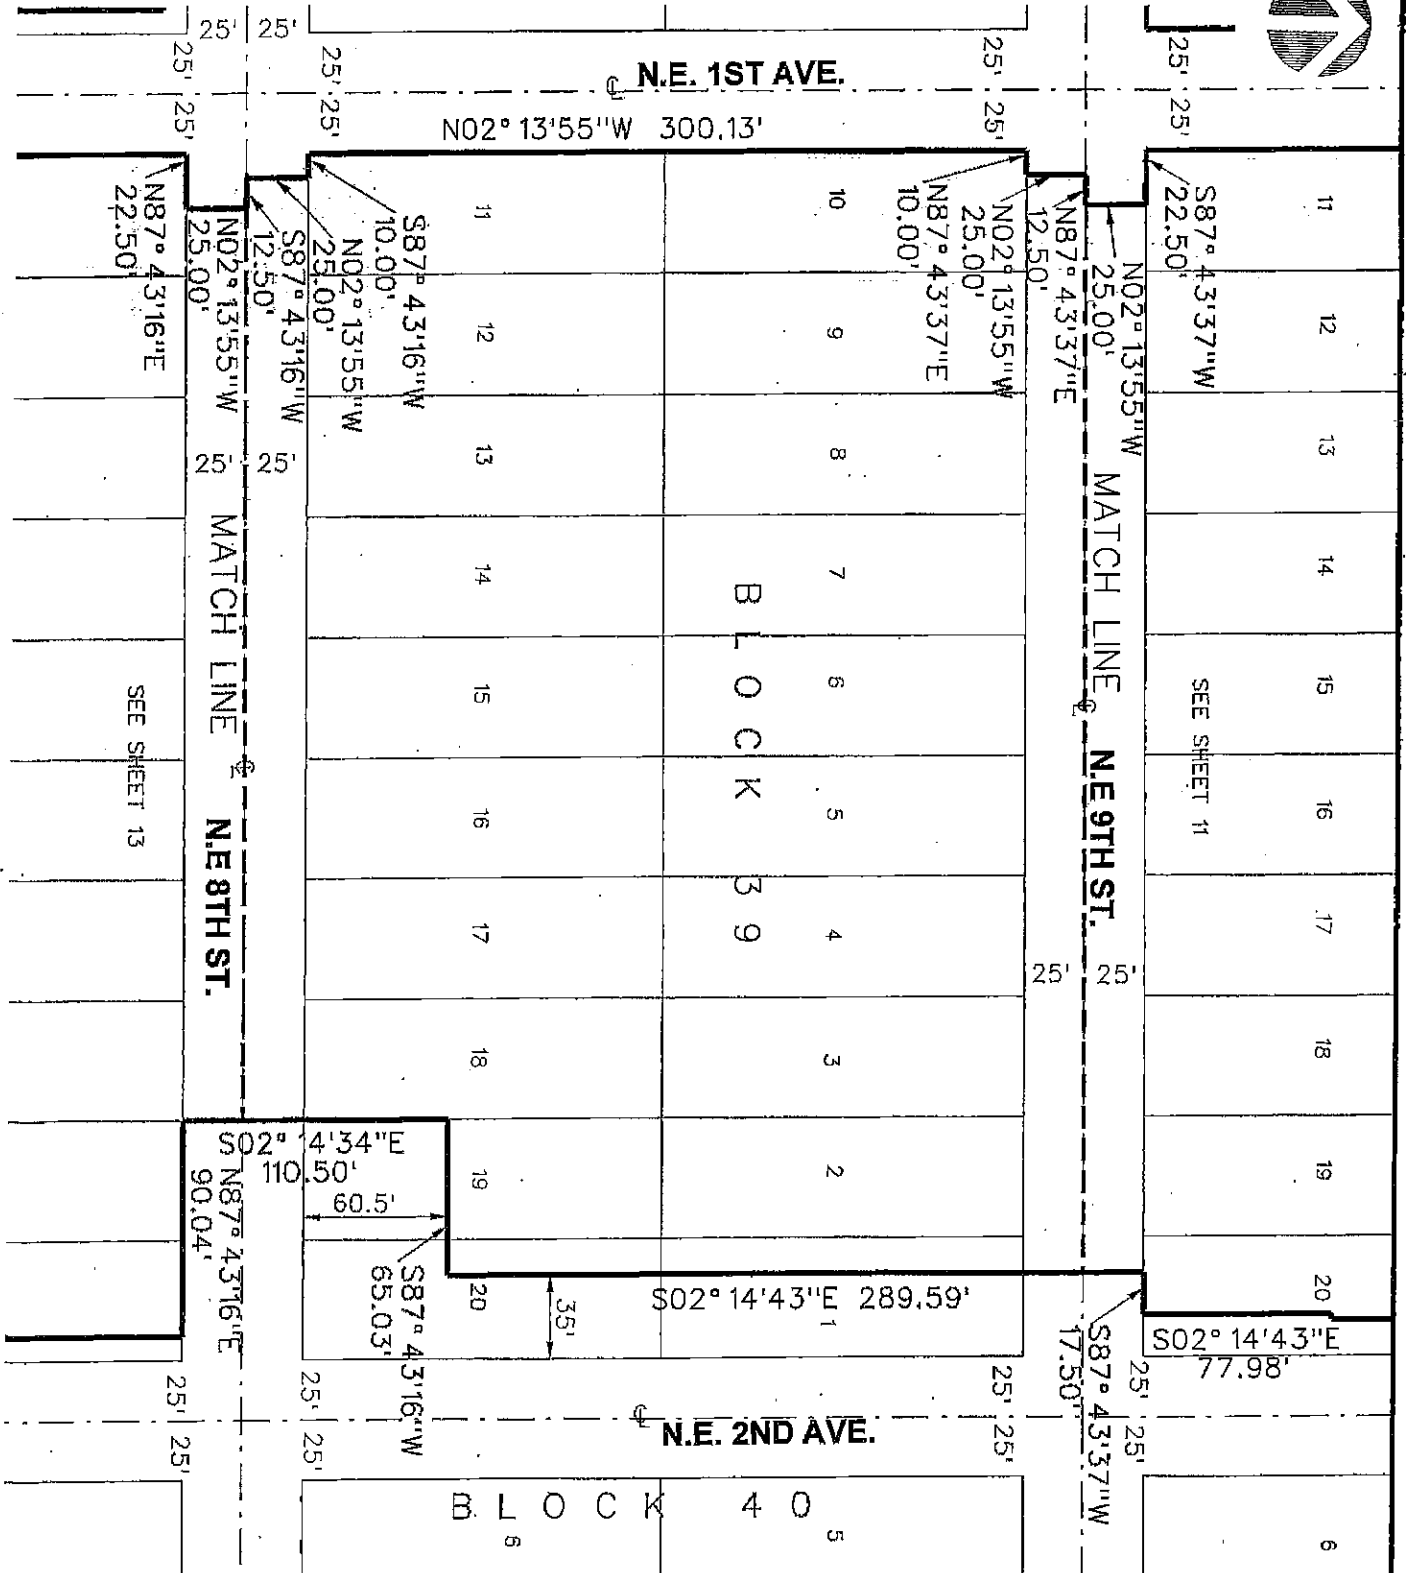 25' 25'
25' 25'
25' 25'
N.E. 1ST AVE.
25' 25'
25' 25'
N02° 13'55"W 300.13'
N87° 43'16"E
22.50'
N02° 13'55"W
25.00'
S87° 43'16"W
12.50'
N02° 13'55"W
25.00'
S87° 43'16"W
10.00'
N87° 43'37"E
10.00'
N02° 13'55"W
25.00'
N87° 43'37"E
12.50'
N02° 13'55"W
25.00'
S87° 43'37"W
22.50'
11
12
13
14
15
16
17
18
19
20
10
9
8
7
6
5
4
3
2
1
11
12
13
14
15
16
17
18
19
20
25' 25'
MATCH LINE
N.E 8TH ST.
SEE SHEET 13
BLOCK 39
MATCH LINE
N.E 9TH ST.
SEE SHEET 11
25' 25'
S02° 14'34"E
110.50'
60.5'
N87° 43'16"E
90.04'
S87° 43'16"W
65.03'
35'
S02° 14'43"E 289.59'
S87° 43'37"W
17.50'
S02° 14'43"E
77.98'
25' 25'
25' 25'
N.E. 2ND AVE.
25' 25'
25' 25'
BLOCK 40
6
5
6